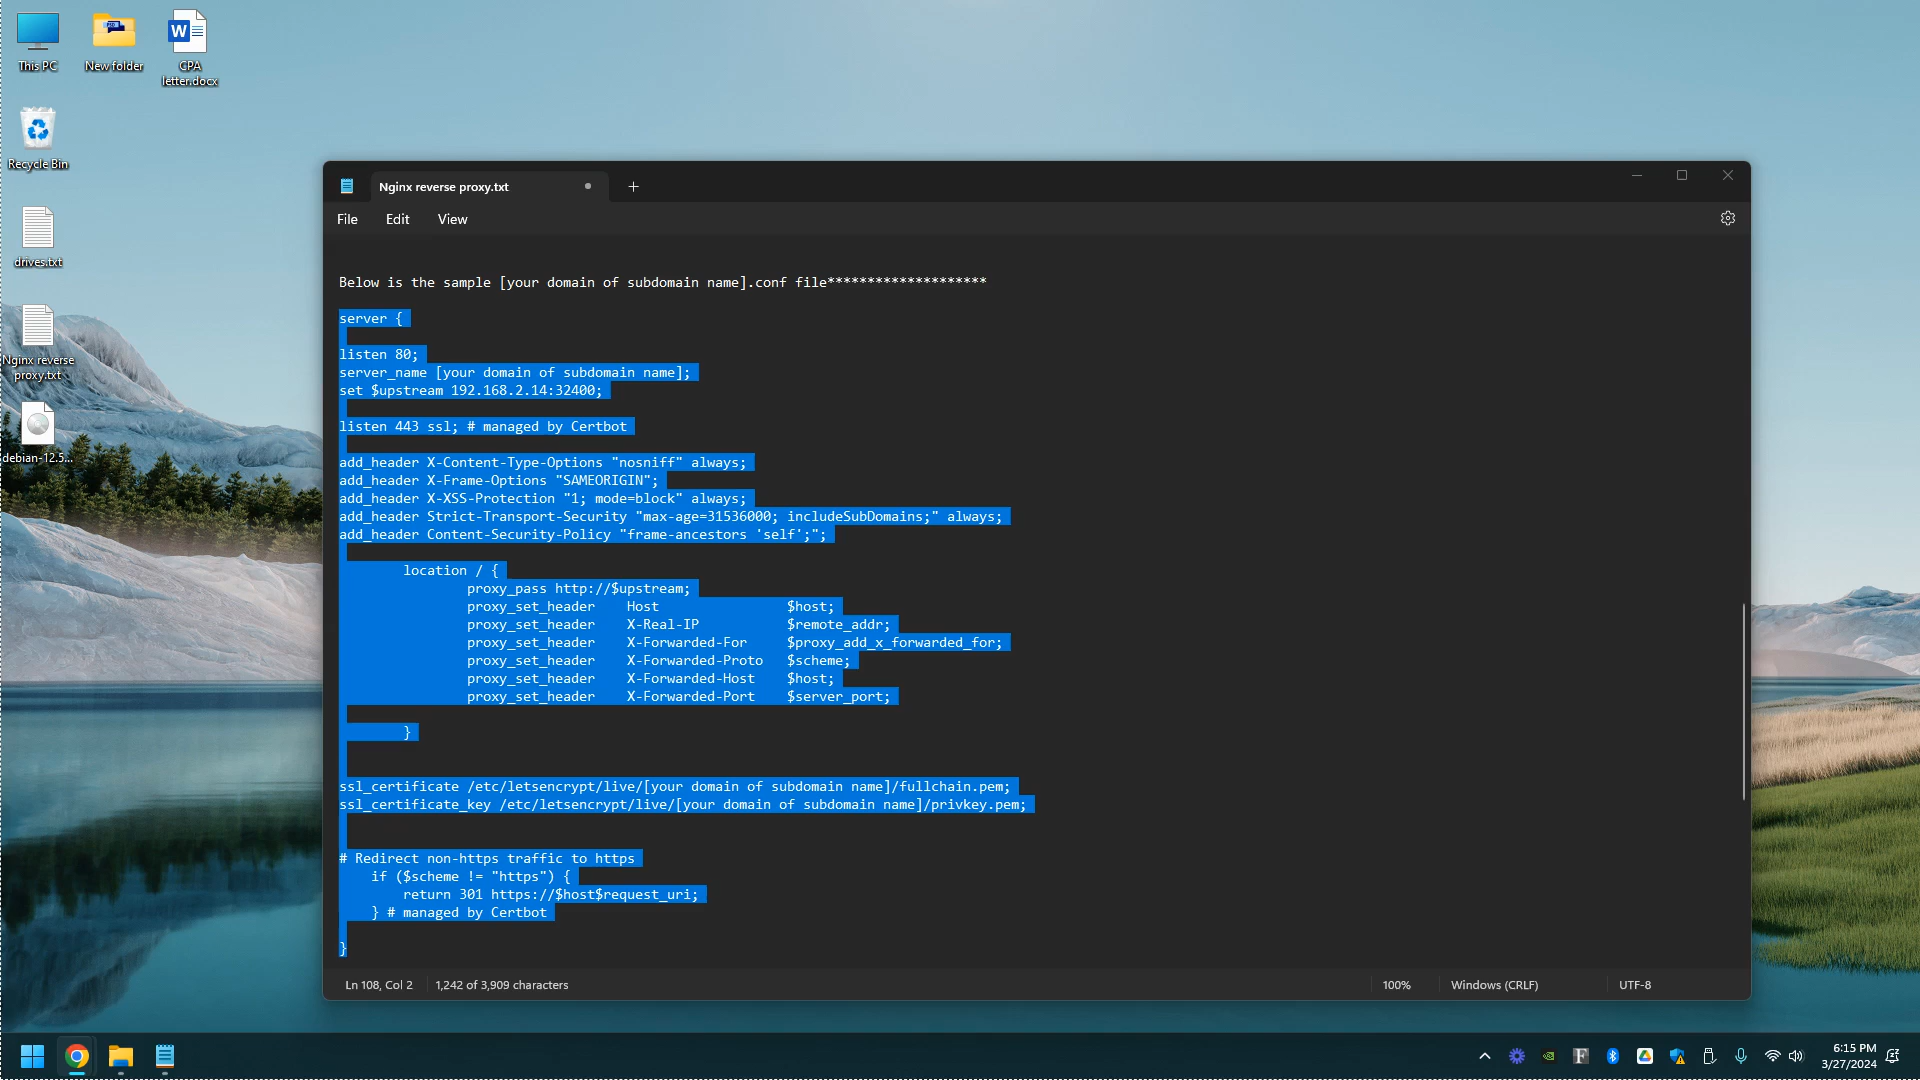 This PC
New folder
CPA
letter.docx
Recycle Bin
drives.txt
Nginx reverse
proxy.txt
debian-12.5...
Nginx reverse proxy.txt
File Edit View
Below is the sample [your domain of subdomain name].conf file********************
server {
listen 80;
server_name [your domain of subdomain name];
set $upstream 192.168.2.14:32400;
listen 443 ssl; # managed by Certbot
add_header X-Content-Type-Options "nosniff" always;
add_header X-Frame-Options "SAMEORIGIN";
add_header X-XSS-Protection "1; mode=block" always;
add_header Strict-Transport-Security "max-age=31536000; includeSubDomains;" always;
add_header Content-Security-Policy "frame-ancestors 'self';";
location / {
proxy_pass http://$upstream;
proxy_set_header Host $host;
proxy_set_header X-Real-IP $remote_addr;
proxy_set_header X-Forwarded-For $proxy_add_x_forwarded_for;
proxy_set_header X-Forwarded-Proto $scheme;
proxy_set_header X-Forwarded-Host $host;
proxy_set_header X-Forwarded-Port $server_port;
}
ssl_certificate /etc/letsencrypt/live/[your domain of subdomain name]/fullchain.pem;
ssl_certificate_key /etc/letsencrypt/live/[your domain of subdomain name]/privkey.pem;
# Redirect non-https traffic to https
if ($scheme != "https") {
return 301 https://$host$request_uri;
} # managed by Certbot
}
Ln 108, Col 2 1,242 of 3,909 characters 100% Windows (CRLF) UTF-8
6:15 PM
3/27/2024